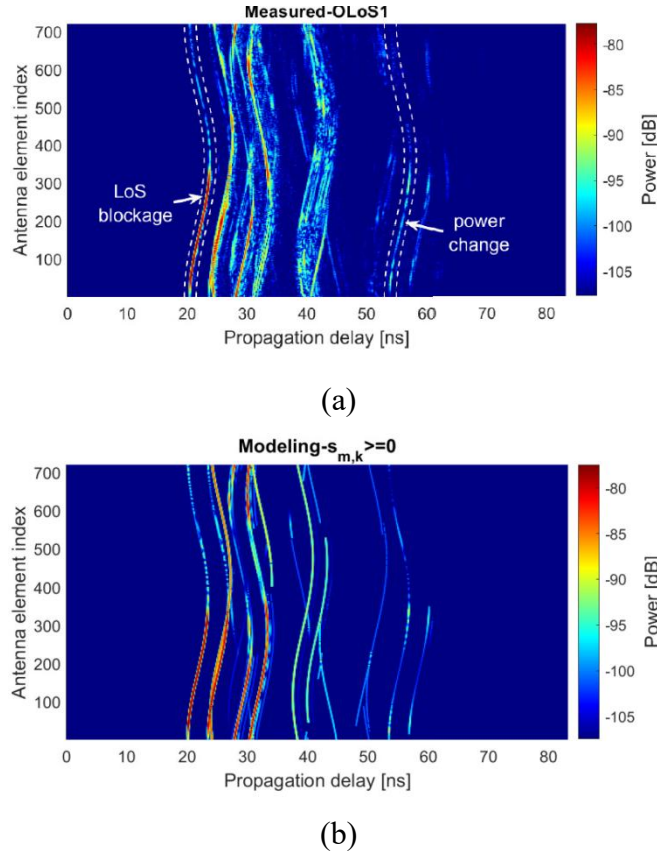 Measured-OLoS1
700
600
500
400
300
200
100
Antenna element index
LoS
blockage
power
change
0 10 20 30 40 50 60 70 80
Propagation delay [ns]
-80
-85
-90
-95
-100
-105
Power [dB]
(a)
Modeling-s_{m,k}>=0
700
600
500
400
300
200
100
Antenna element index
0 10 20 30 40 50 60 70 80
Propagation delay [ns]
-80
-85
-90
-95
-100
-105
Power [dB]
(b)